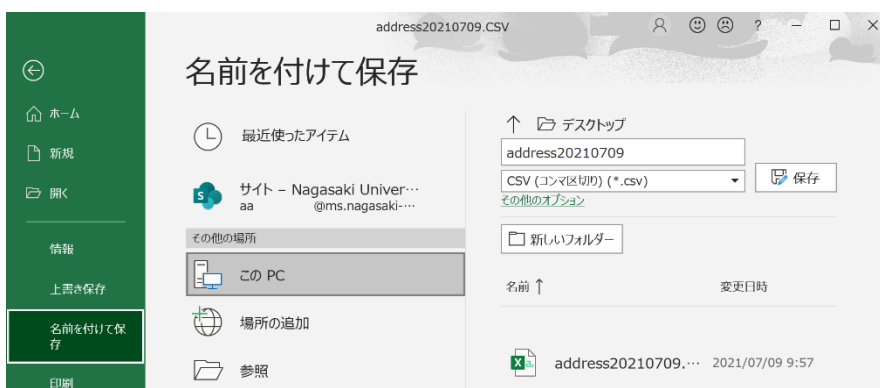 address20210709.CSV
?
名前を付けて保存
ホーム
新規
開く
情報
上書き保存
名前を付けて保
存
印刷
最近使ったアイテム
サイト – Nagasaki Univer…
aa @ms.nagasaki-…
その他の場所
この PC
場所の追加
参照
デスクトップ
address20210709
CSV (コンマ区切り) (*.csv)
保存
その他のオプション
新しいフォルダー
名前 ↑ 変更日時
address20210709.… 2021/07/09 9:57